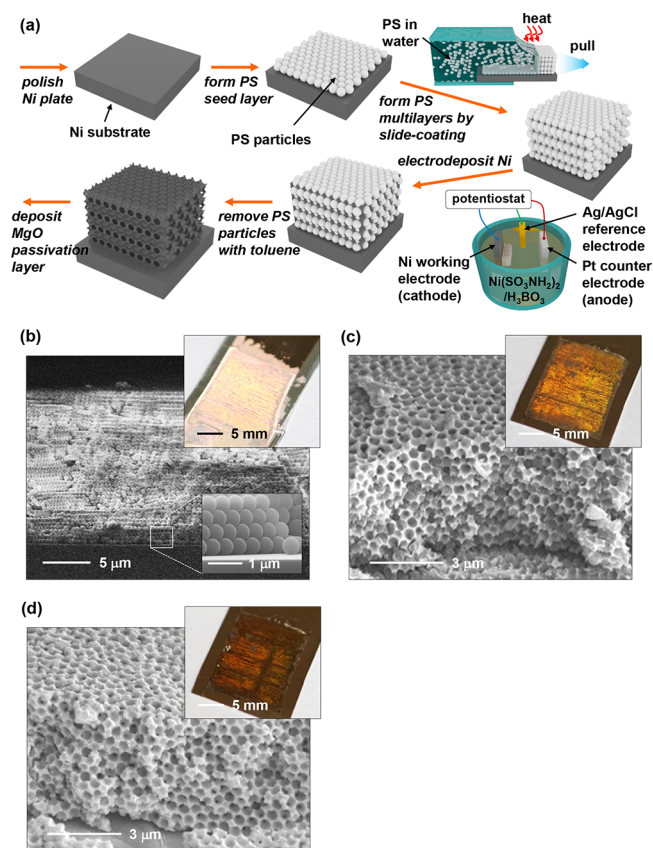 (a)
polish
Ni plate
Ni substrate
form PS
seed layer
PS particles
PS in
water
heat
pull
form PS
multilayers by
slide-coating
electrodeposit Ni
remove PS
particles
with toluene
deposit
MgO
passivation
layer
potentiostat
Ag/AgCl
reference
electrode
Ni working
electrode
(cathode)
Pt counter
electrode
(anode)
Ni(SO3NH2)2
/H3BO3
(b)
5 mm
5 μm
1 μm
(c)
5 mm
3 μm
(d)
5 mm
3 μm